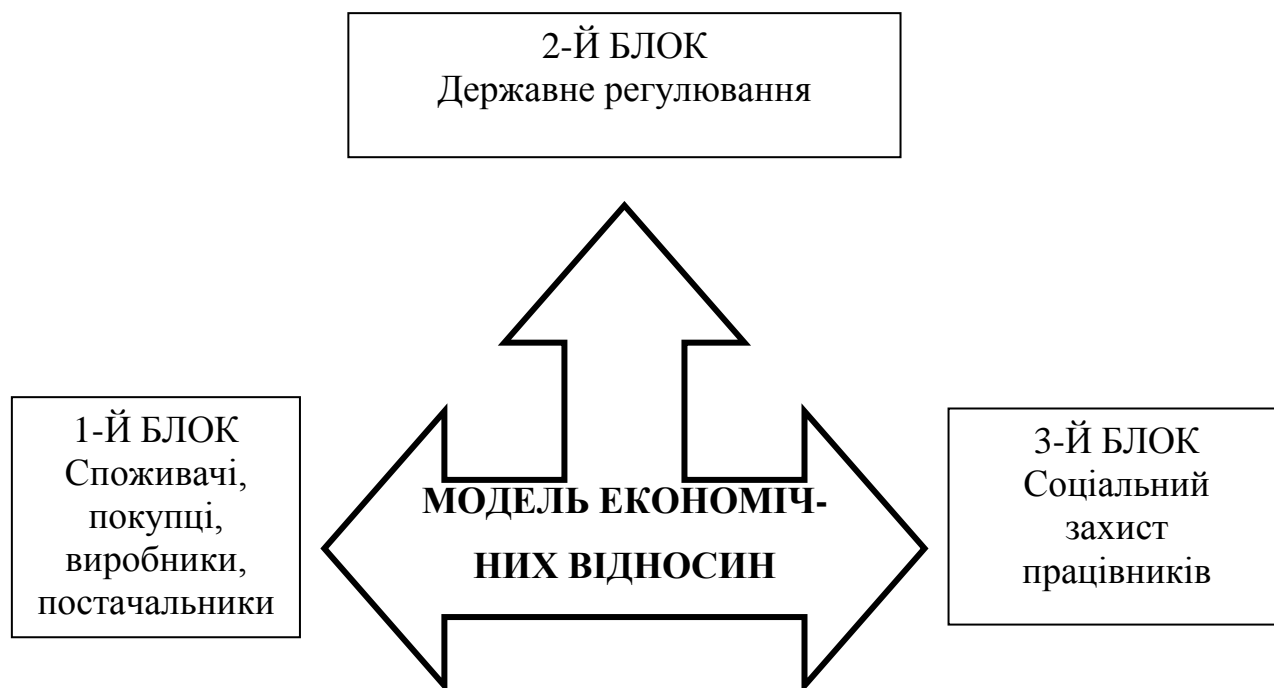 2-Й БЛОК
Державне регулювання
1-Й БЛОК
Споживачі,
покупці,
виробники,
постачальники
МОДЕЛЬ ЕКОНОМІЧ-
НИХ ВІДНОСИН
3-Й БЛОК
Соціальний
захист
працівників